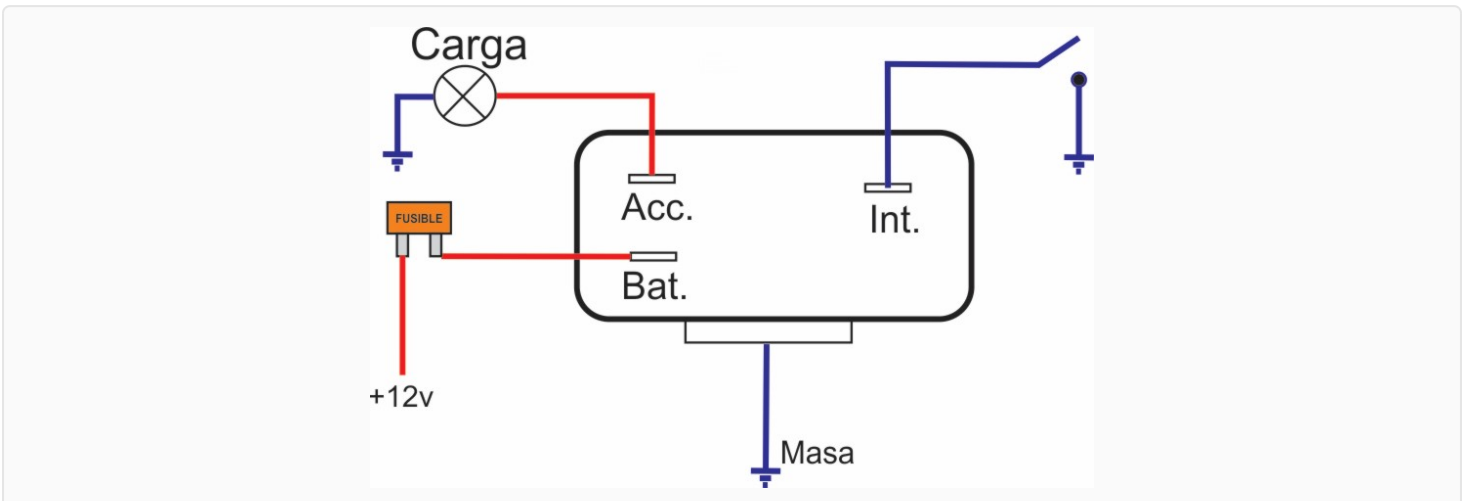 Carga
FUSIBLE
Acc.
Int.
Bat.
+12v
Masa